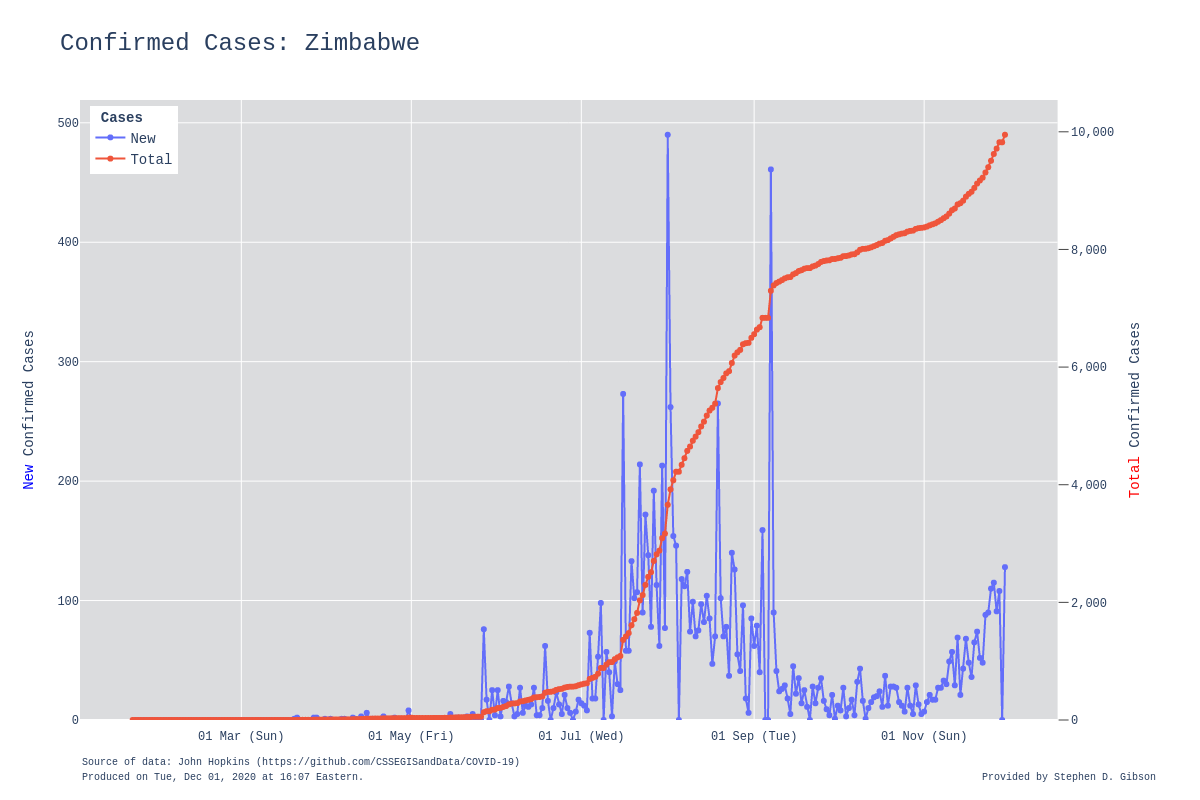 Confirmed Cases: Zimbabwe
Cases
New
Total
500
400
300
200
100
0
New Confirmed Cases
10,000
8,000
6,000
4,000
2,000
0
Total Confirmed Cases
01 Mar (Sun)
01 May (Fri)
01 Jul (Wed)
01 Sep (Tue)
01 Nov (Sun)
Source of data: John Hopkins (https://github.com/CSSEGISandData/COVID-19)
Produced on Tue, Dec 01, 2020 at 16:07 Eastern.
Provided by Stephen D. Gibson